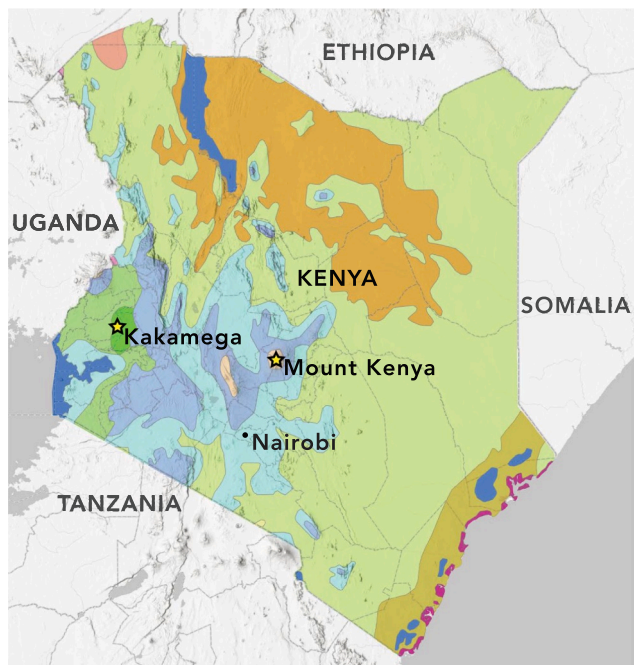 ETHIOPIA
UGANDA
KENYA
SOMALIA
Kakamega
Mount Kenya
Nairobi
TANZANIA